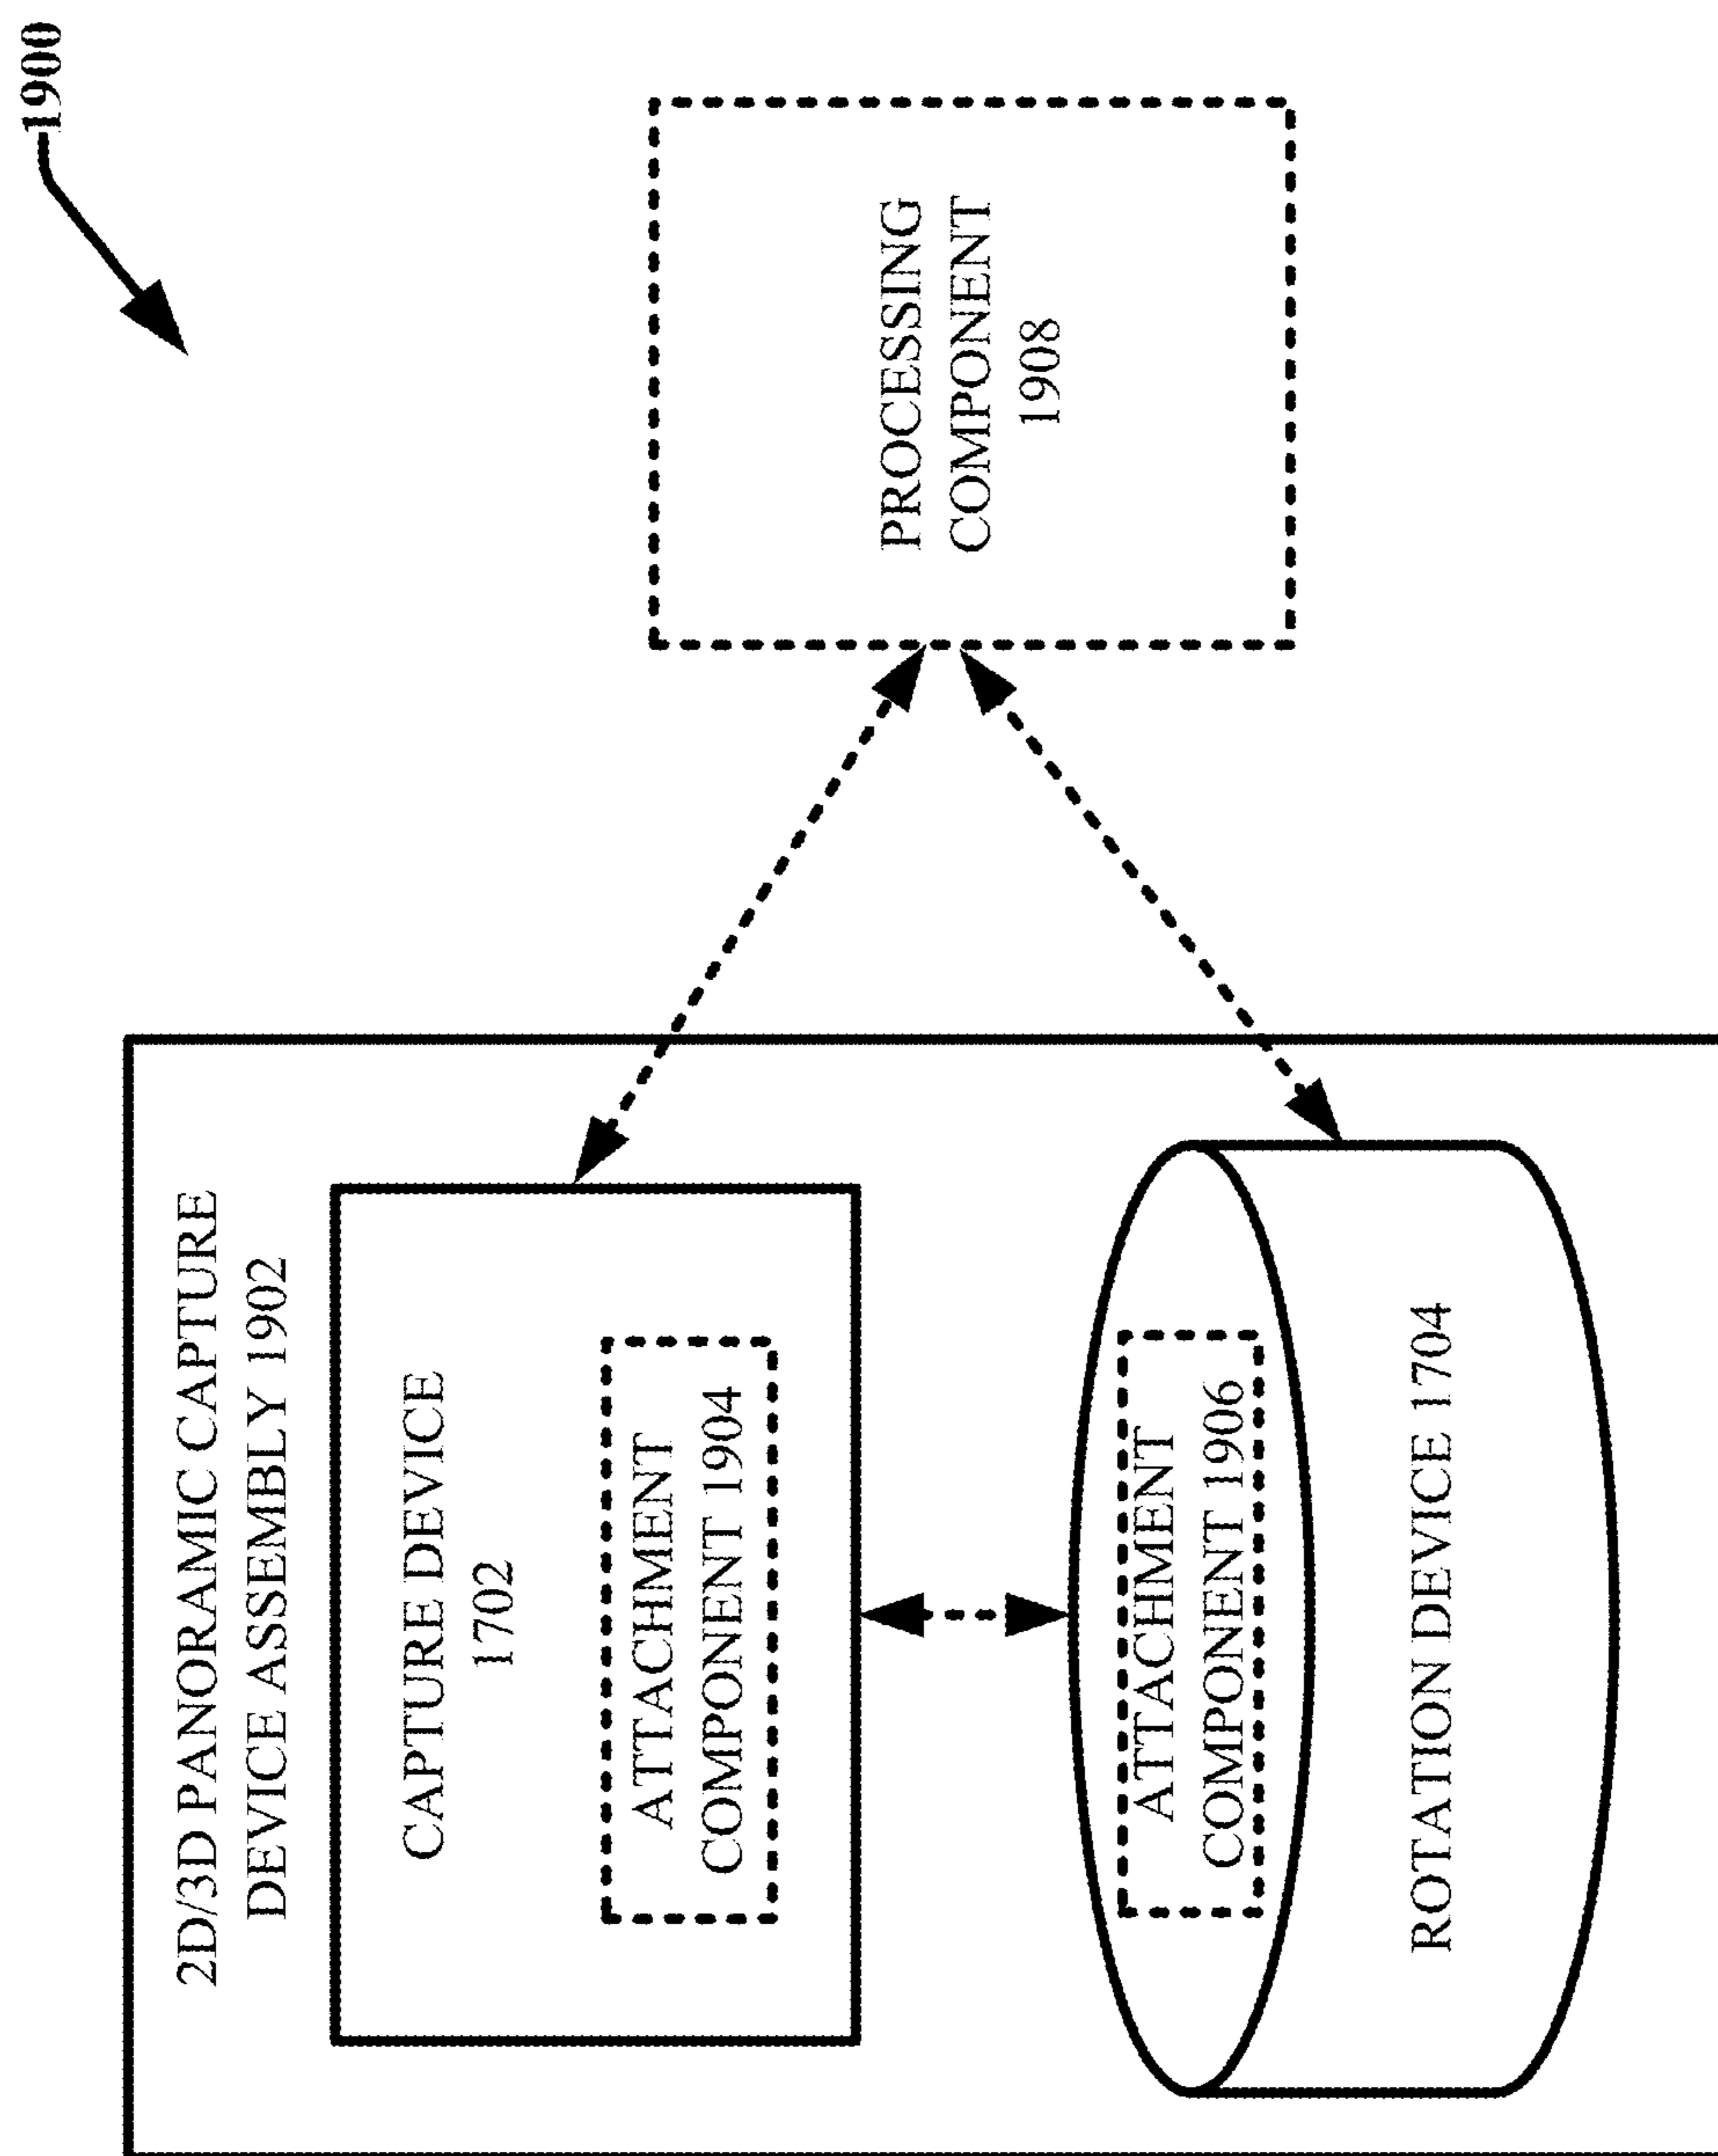 1900
2D/3D PANORAMIC CAPTURE
DEVICE ASSEMBLY 1902
CAPTURE DEVICE
1702
ATTACHMENT
COMPONENT 1904
ATTACHMENT
COMPONENT 1906
ROTATION DEVICE 1704
PROCESSING
COMPONENT
1908